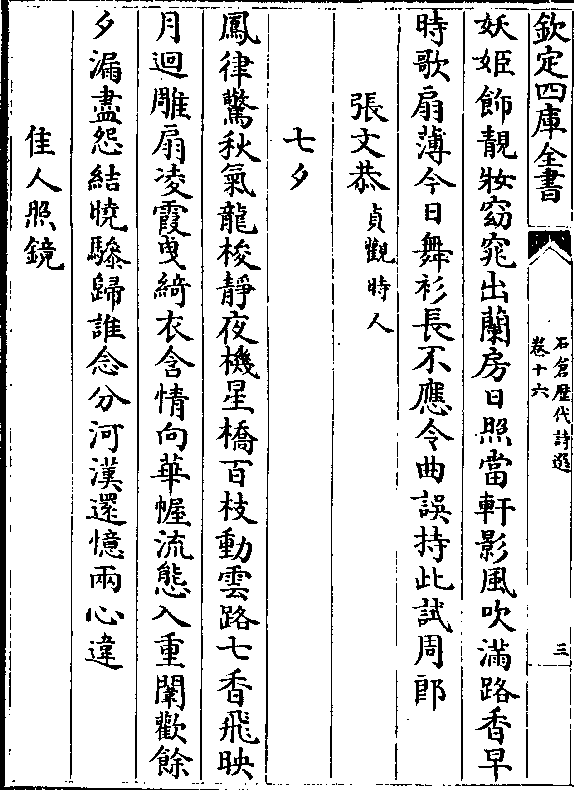 欽定四庫全書
石倉歴代詩選
卷十六
三
妖姬飾靚妝窈窕出蘭房日照當軒影風吹滿路香早
時歌扇薄今日舞衫長不應令曲誤持此試周郎
張文恭貞觀時人
七夕
鳳律驚秋氣龍梭靜夜機星橋百枝動雲路七香飛映
月迴雕扇凌霞曳綺衣含情向華幄流態入重闈歡餘
夕漏盡怨結曉驂歸誰念分河漢還憶兩心違
佳人照鏡